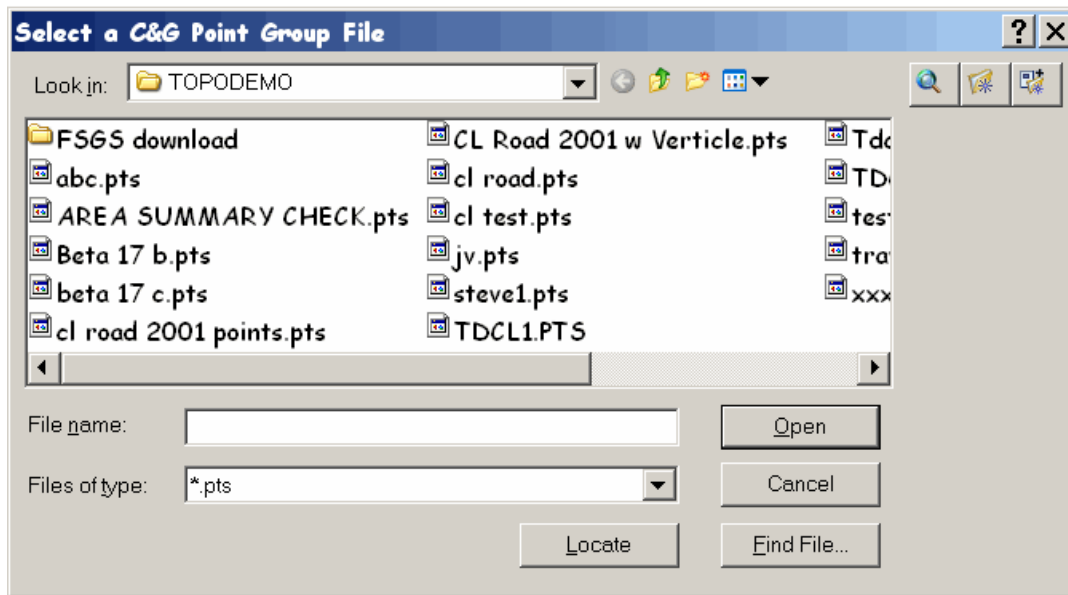 Select a C&G Point Group File
Look in: TOPODEMO
FSGS download
abc.pts
AREA SUMMARY CHECK.pts
Beta 17 b.pts
beta 17 c.pts
cl road 2001 points.pts
CL Road 2001 w Verticle.pts
cl road.pts
cl test.pts
jv.pts
steve1.pts
TDCL1.PTS
xxx
File name:
Open
Files of type: *.pts
Cancel
Locate
Find File...